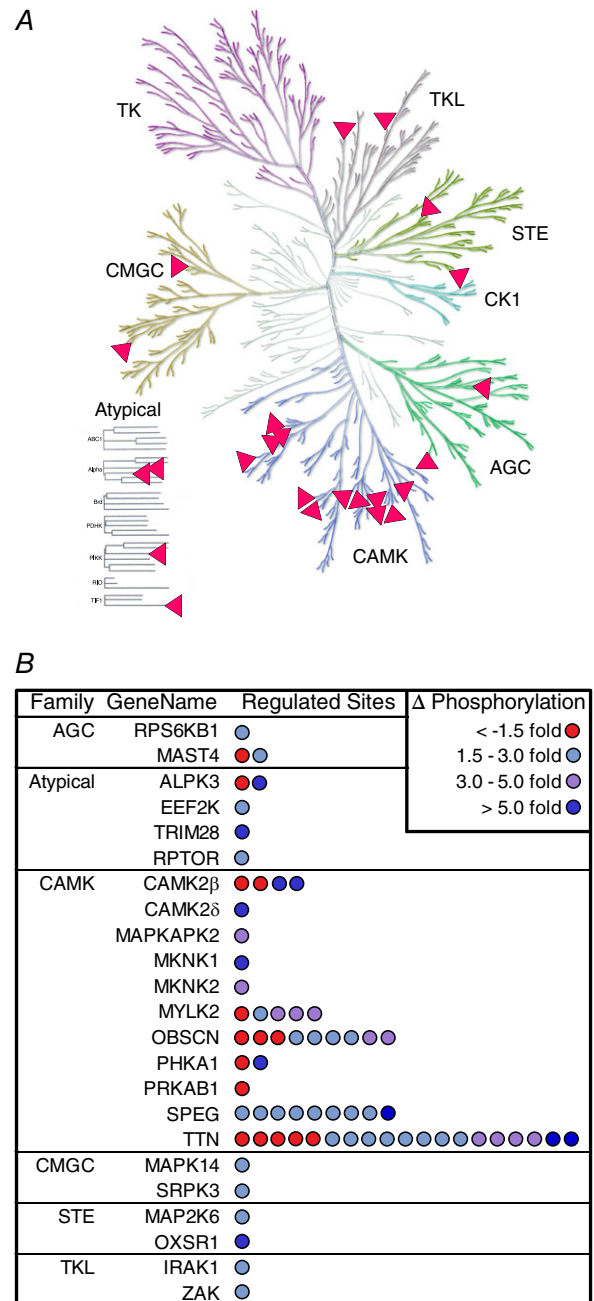 A
TK
TKL
STE
CMGC
CK1
Atypical
ABC1
Alpha
Brd
PDHK
PIKK
RIO
TIF1
AGC
CAMK
B
Family GeneName Regulated Sites Δ Phosphorylation
< -1.5 fold
1.5 - 3.0 fold
3.0 - 5.0 fold
> 5.0 fold
AGC RPS6KB1
MAST4
Atypical ALPK3
EEF2K
TRIM28
RPTOR
CAMK CAMK2β
CAMK2δ
MAPKAPK2
MKNK1
MKNK2
MYLK2
OBSCN
PHKA1
PRKAB1
SPEG
TTN
CMGC MAPK14
SRPK3
STE MAP2K6
OXSR1
TKL IRAK1
ZAK